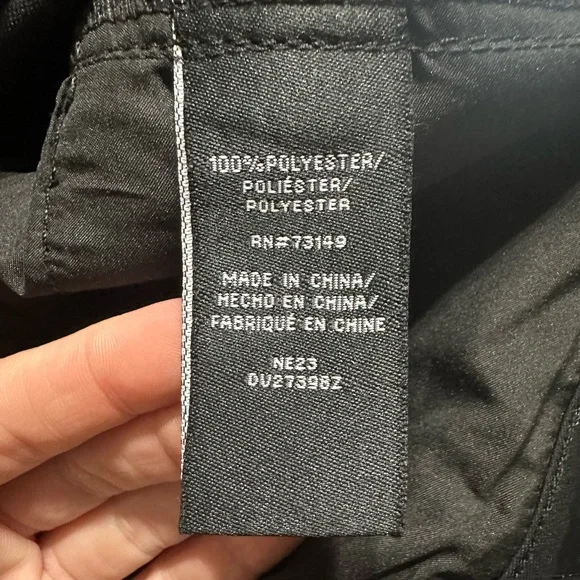 100%POLYESTER/
POLIÉSTER/
POLYESTER
RN#73149
MADE IN CHINA/
HECHO EN CHINA/
FABRIQUÉ EN CHINE
NE23
DV27398Z